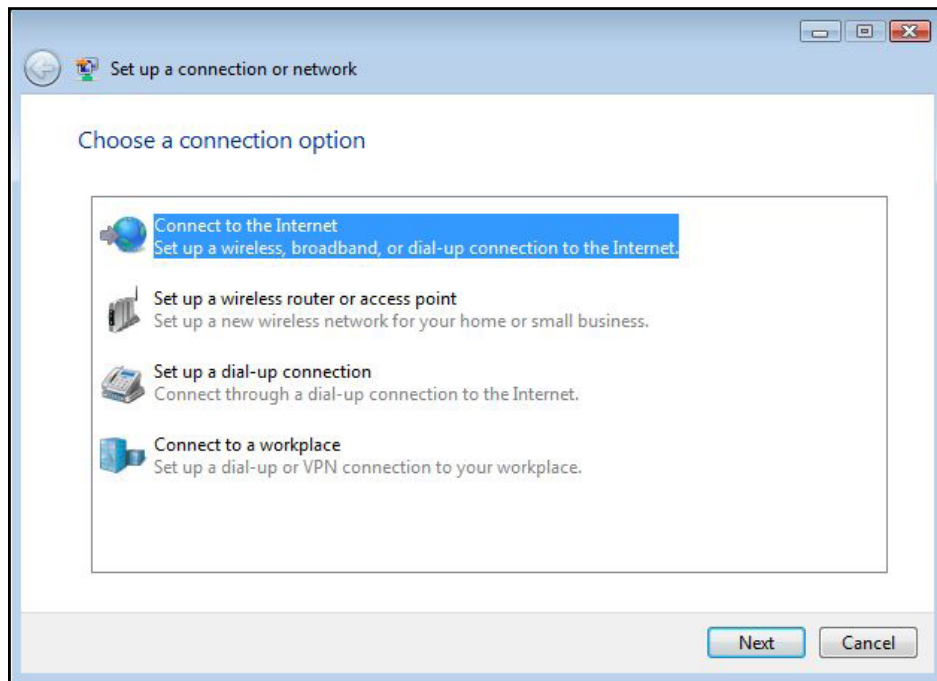 Set up a connection or network
Choose a connection option
Connect to the Internet
Set up a wireless, broadband, or dial-up connection to the Internet.
Set up a wireless router or access point
Set up a new wireless network for your home or small business.
Set up a dial-up connection
Connect through a dial-up connection to the Internet.
Connect to a workplace
Set up a dial-up or VPN connection to your workplace.
Next
Cancel